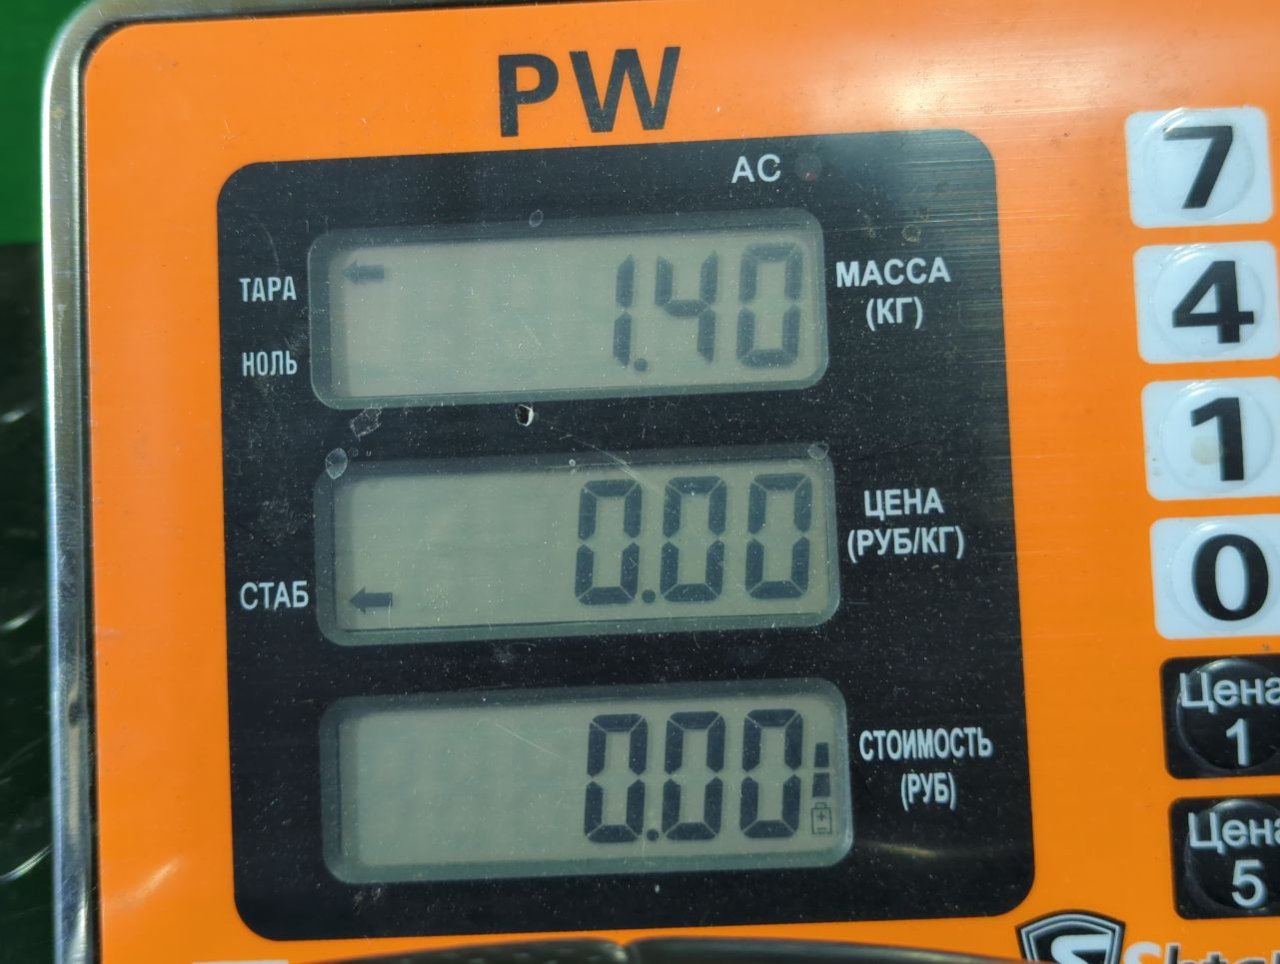 PW
AC
ТАРА
НОЛЬ
1.40
МАССА
(КГ)
СТАБ
0.00
ЦЕНА
(РУБ/КГ)
0.00
СТОИМОСТЬ
(РУБ)
7
4
1
0
Цена
1
Цена
5